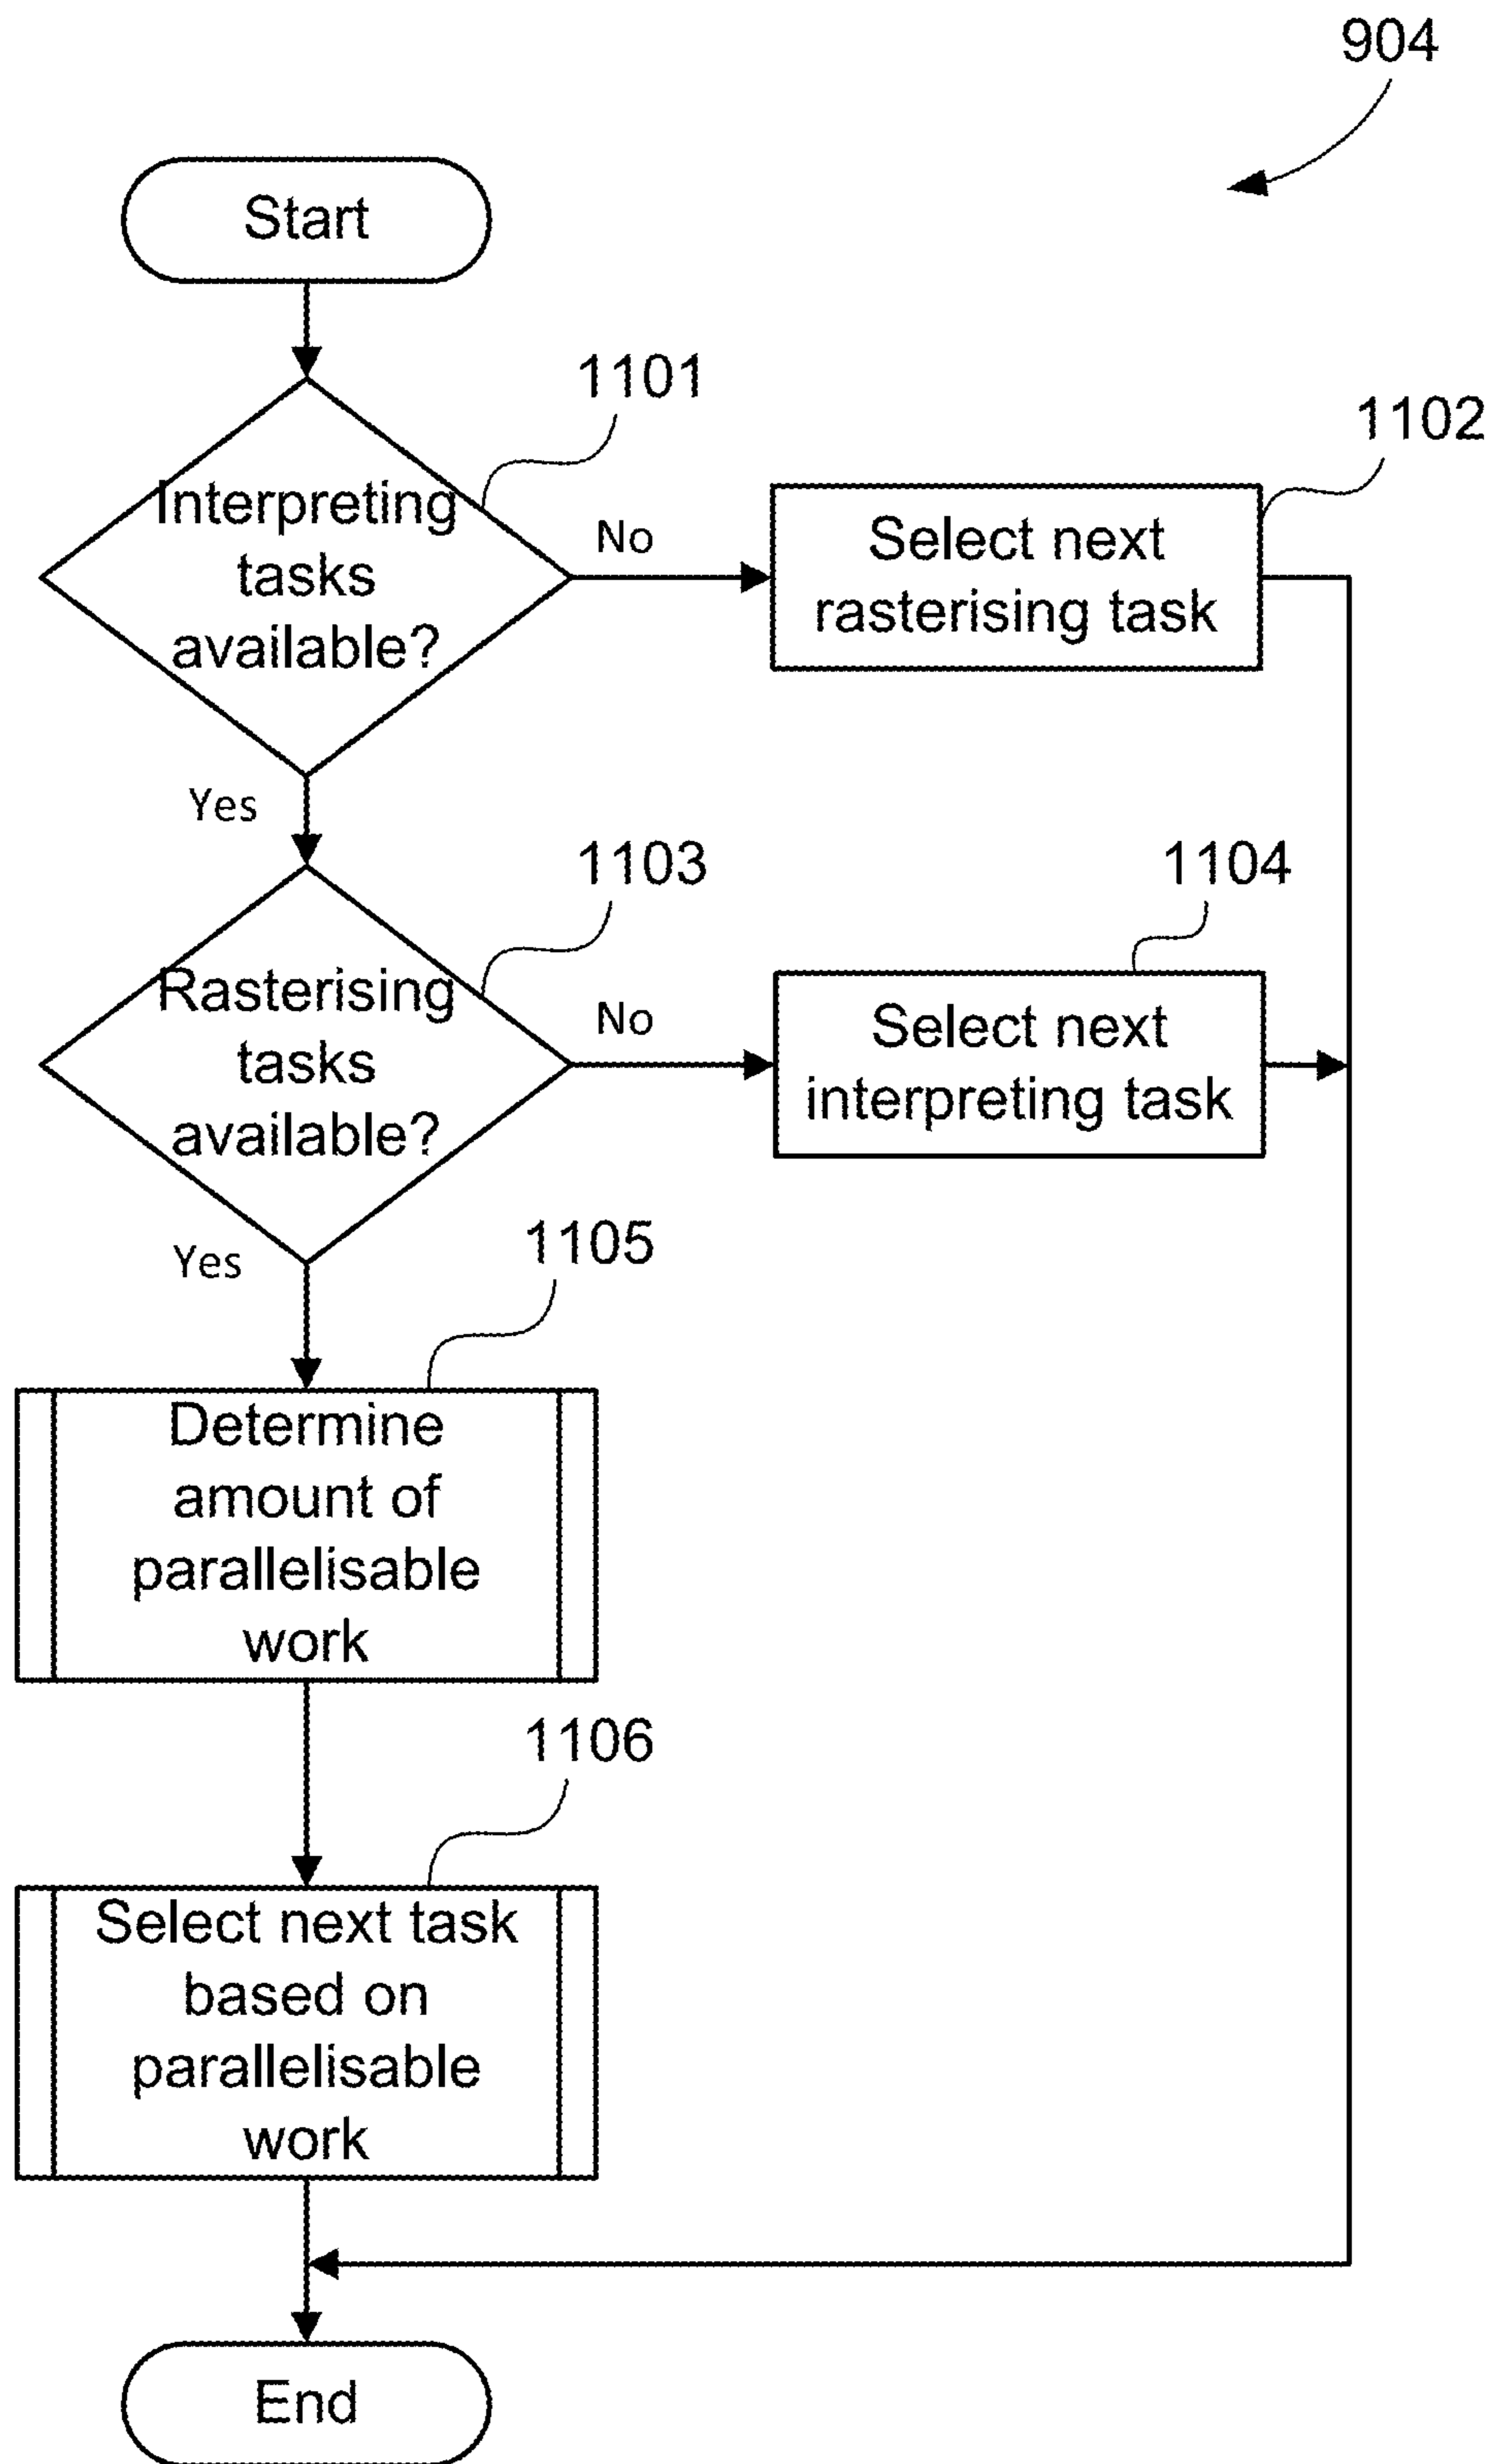 904
Start
1101
1102
Interpreting
tasks
available?
No
Select next
rasterising task
Yes
1103
1104
Rasterising
tasks
available?
No
Select next
interpreting task
Yes
1105
Determine
amount of
parallelisable
work
1106
Select next task
based on
parallelisable
work
End